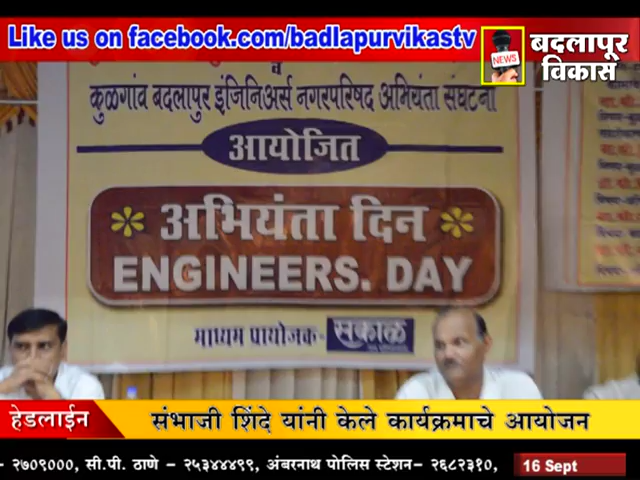 Like us on facebook.com/badlapurvikastv
NEWS
बदलापूर
विकास
व
कुळगांव बदलापुर इंजिनिअर्स नगरपरिषद अभियंता संघटना
आयोजित
अभियंता दिन
ENGINEERS. DAY
माध्यम प्रायोजक- सकाळ
हेडलाईन
संभाजी शिंदे यांनी केले कार्यक्रमाचे आयोजन
- २७०९०००, सी.पी. ठाणे - २५३४४४९९, अंबरनाथ पोलिस स्टेशन- २६८२३१०,
16 Sept